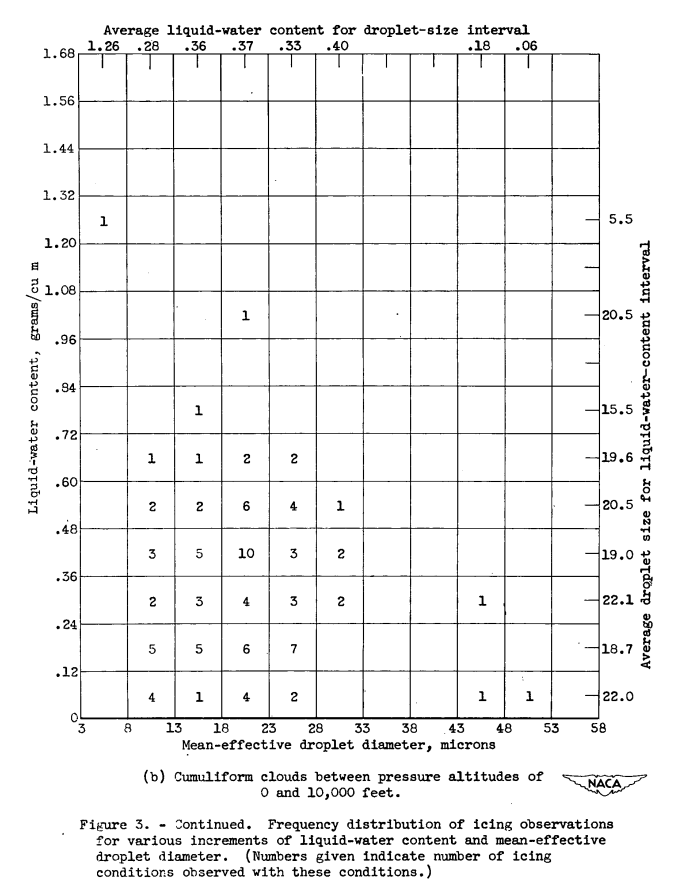 Average liquid-water content for droplet-size interval
1.26 .28 .36 .37 .33 .40 .18 .06
1.68
1.56
1.44
1.32
1 5.5
1.20
1.08
1 20.5
.96
.84
1 15.5
.72
1 1 2 2 19.6
.60
2 2 6 4 1 20.5
.48
3 5 10 3 2 19.0
.36
2 3 4 3 2 1 22.1
.24
5 5 6 7 18.7
.12
4 1 4 2 1 1 22.0
0
3 8 13 18 23 28 33 38 43 48 53 58
Liquid-water content, grams/cu m
Average droplet size for liquid-water-content interval
Mean-effective droplet diameter, microns
(b) Cumuliform clouds between pressure altitudes of
0 and 10,000 feet.
NACA
Figure 3. - Continued. Frequency distribution of icing observations
for various increments of liquid-water content and mean-effective
droplet diameter. (Numbers given indicate number of icing
conditions observed with these conditions.)